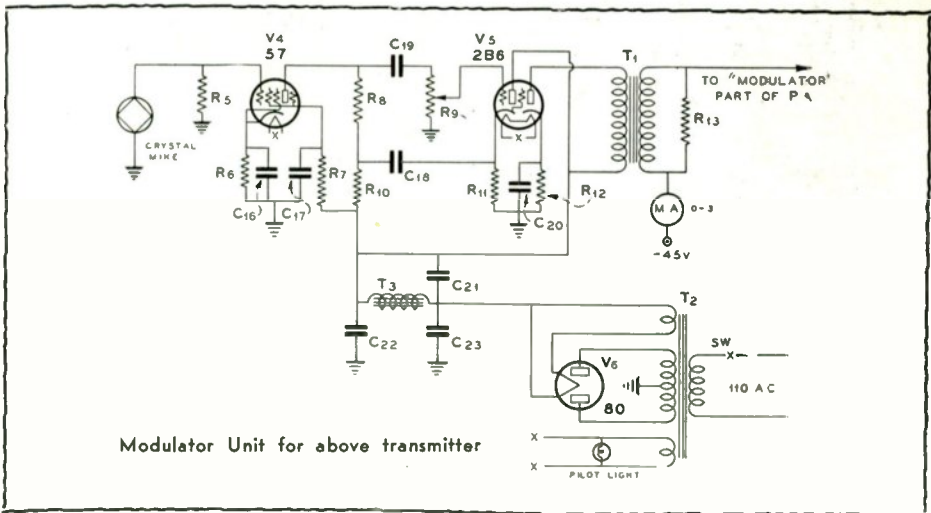 V4
57
C19
V5
2B6
T1
TO "MODULATOR"
PART OF P A
R5
R8
R9
R13
CRYSTAL
MIKE
X
X
C18
R6
R7
R10
R11
R12
C16
C17
C20
MA 0-3
-45V
T3
C21
T2
C22
C23
SW
X
V6
110 AC
80
Modulator Unit for above transmitter
X
X
PILOT LIGHT